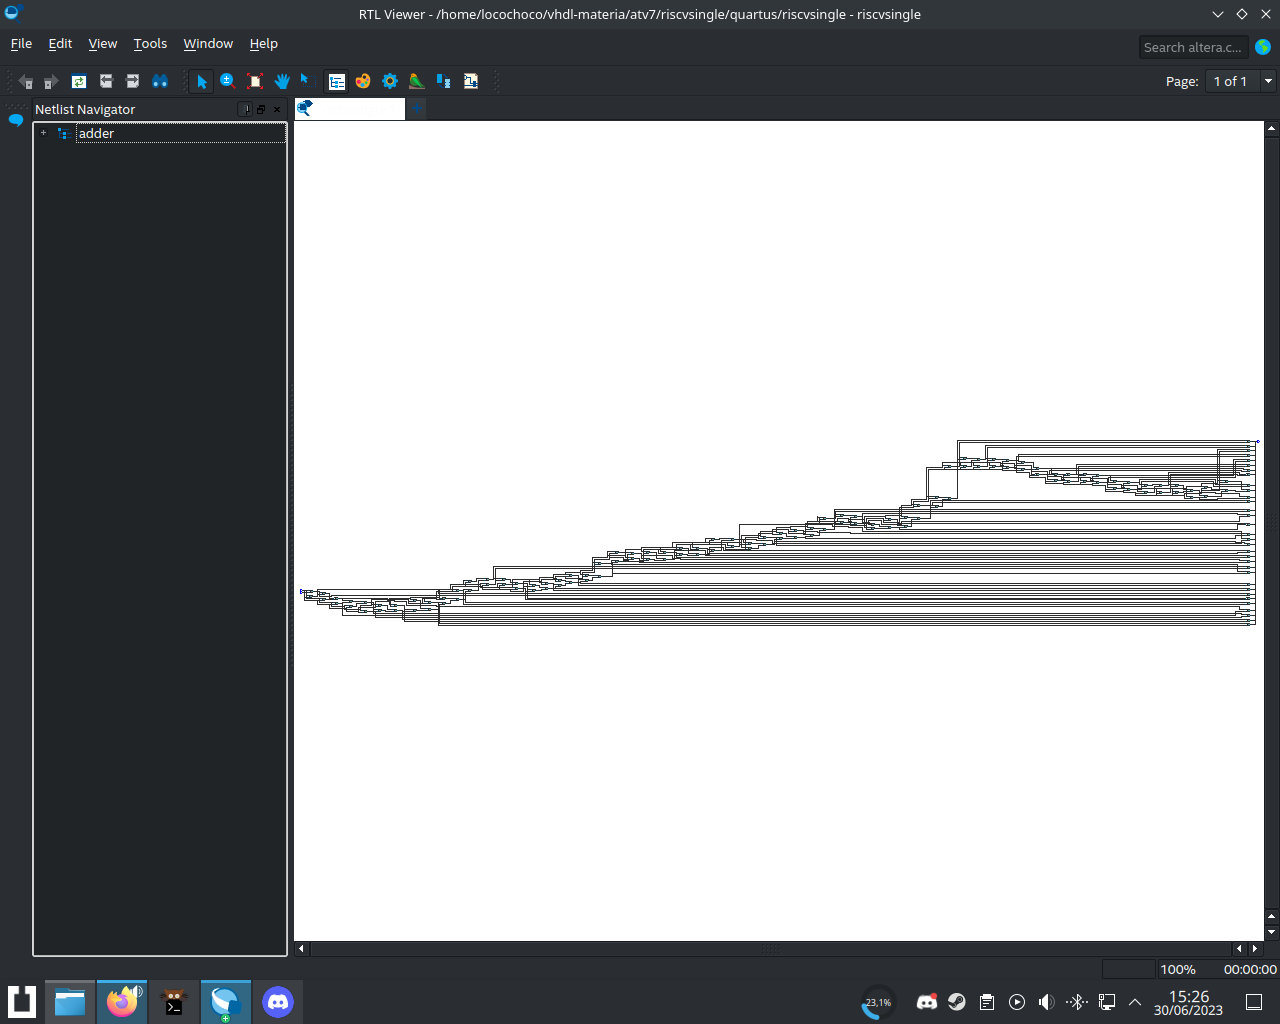 RTL Viewer - /home/locochoco/vhdl-materia/atv7/riscvsingle/quartus/riscvsingle - riscvsingle
File Edit View Tools Window Help
Search altera.c...
Page: 1 of 1
Netlist Navigator
adder
100% 00:00:00
23,1%
15:26
30/06/2023